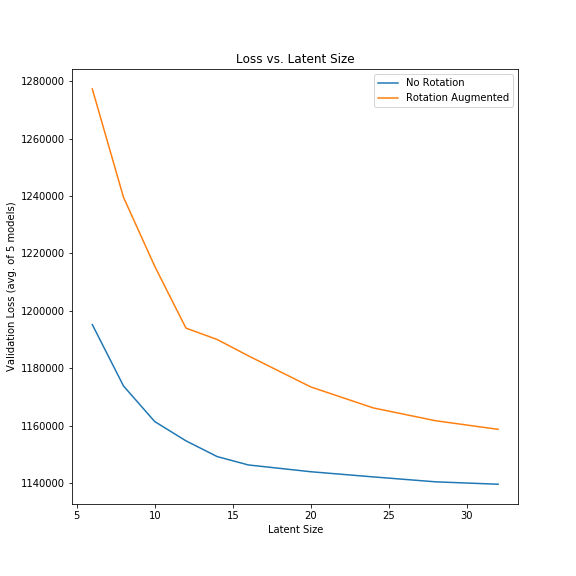 Loss vs. Latent Size
No Rotation
Rotation Augmented
Validation Loss (avg. of 5 models)
1280000
1260000
1240000
1220000
1200000
1180000
1160000
1140000
5 10 15 20 25 30
Latent Size